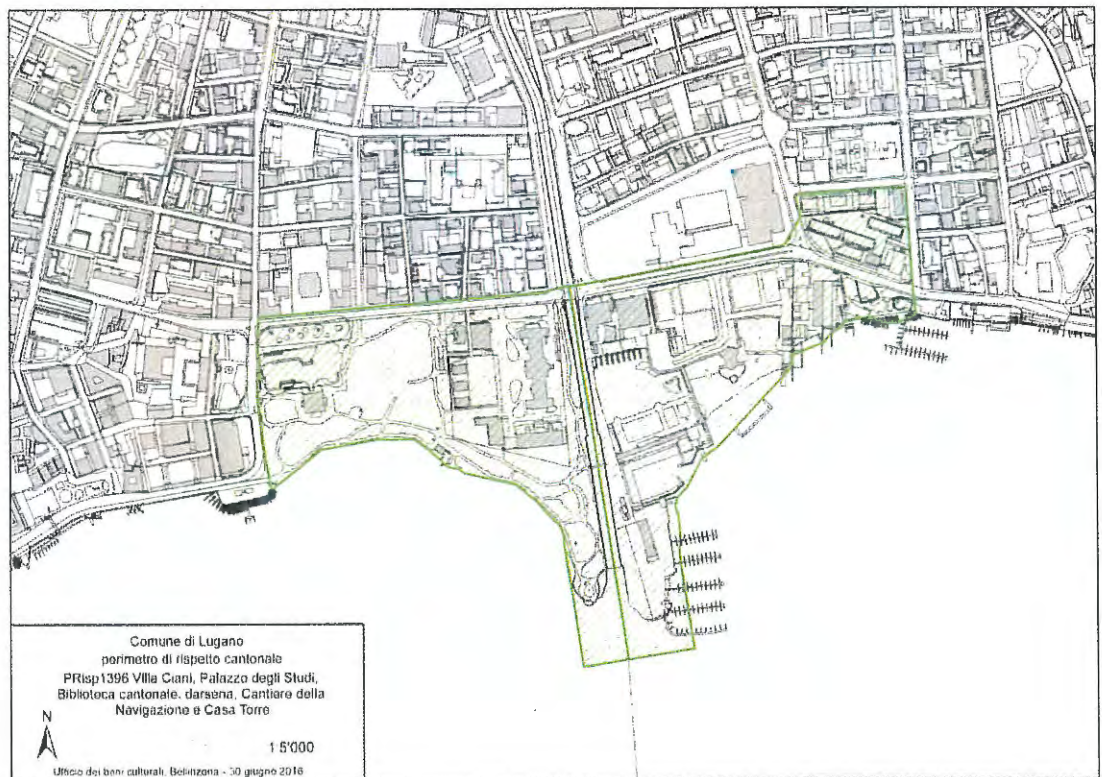 Comune di Lugano
perimetro di rispetto cantonale
PRisp1396 Villa Ciani, Palazzo degli Studi,
Biblioteca cantonale, darsena, Cantiere della
Navigazione e Casa Torre
N
1:5'000
Ufficio dei beni culturali, Bellinzona - 30 giugno 2016